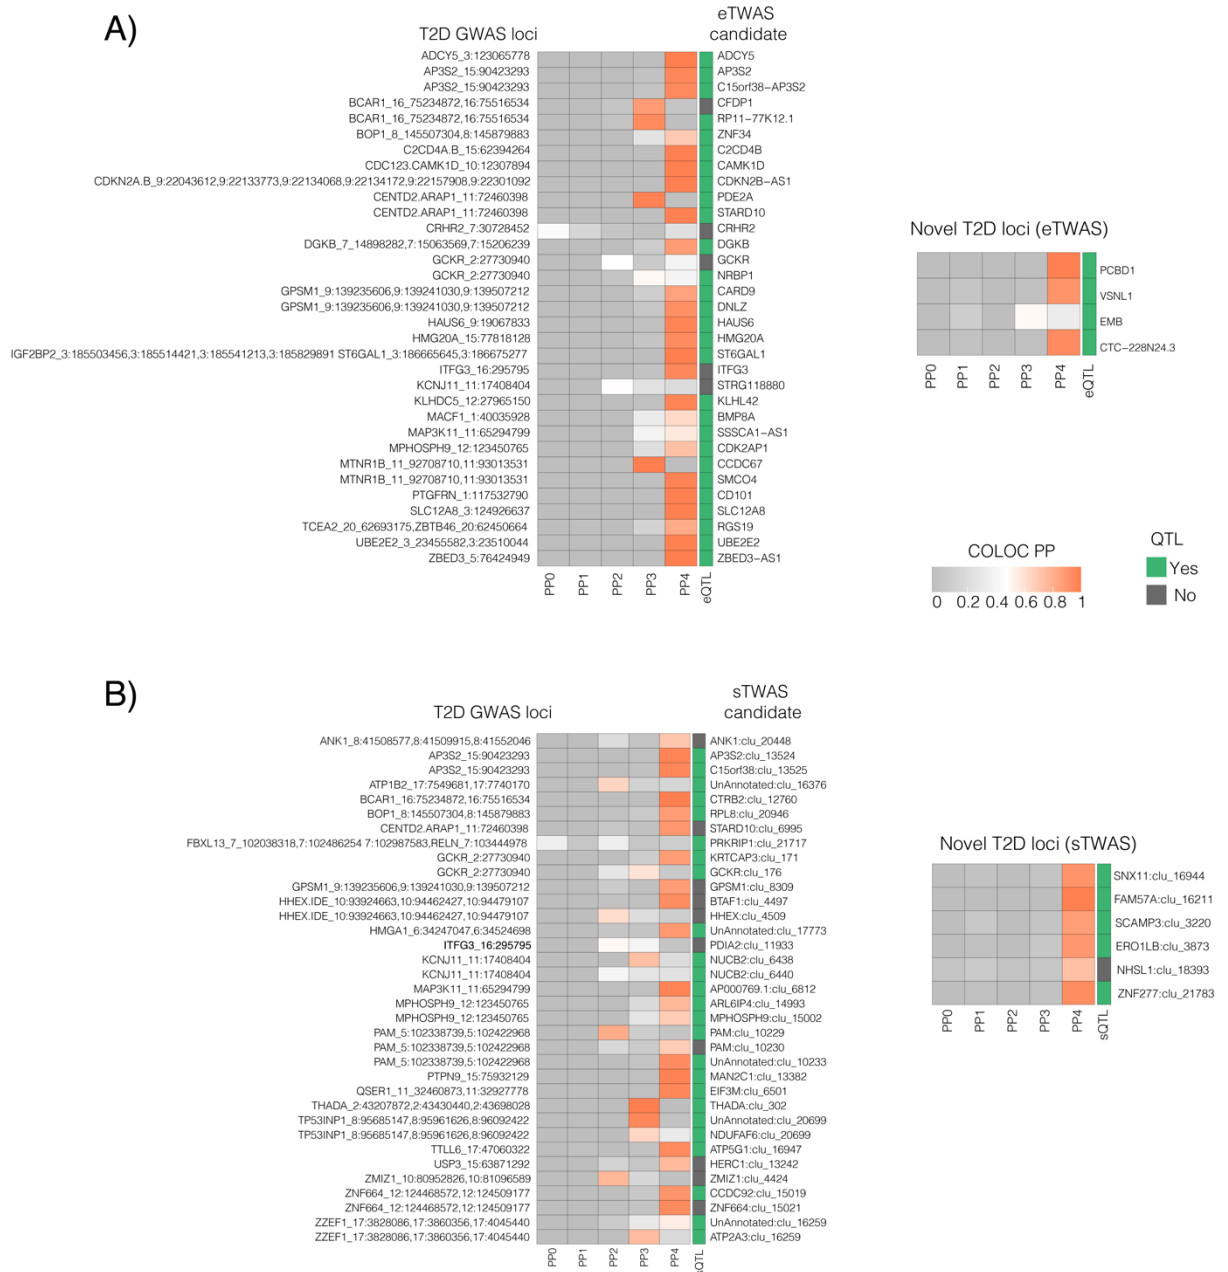 A)
T2D GWAS loci
eTWAS
candidate
ADCY5_3:123065778 ADCY5
AP3S2_15:90423293 AP3S2
AP3S2_15:90423293 C15orf38−AP3S2
BCAR1_16_75234872,16:75516534 CFDP1
BCAR1_16_75234872,16:75516534 RP11−77K12.1
BOP1_8_145507304,8:145879883 ZNF34
C2CD4A.B_15:62394264 C2CD4B
CDC123.CAMK1D_10:12307894 CAMK1D
CDKN2A.B_9:22043612,9:22133773,9:22134068,9:22134172,9:22157908,9:22301092 CDKN2B−AS1
CENTD2.ARAP1_11:72460398 PDE2A
CENTD2.ARAP1_11:72460398 STARD10
CRHR2_7:30728452 CRHR2
DGKB_7_14898282,7:15063569,7:15206239 DGKB
GCKR_2:27730940 GCKR
GCKR_2:27730940 NRBP1
GPSM1_9:139235606,9:139241030,9:139507212 CARD9
GPSM1_9:139235606,9:139241030,9:139507212 DNLZ
HAUS6_9:19067833 HAUS6
HMG20A_15:77818128 HMG20A
IGF2BP2_3:185503456,3:185514421,3:185541213,3:185829891 ST6GAL1_3:186665645,3:186675277 ST6GAL1
ITFG3_16:295795 ITFG3
KCNJ11_11:17408404 STRG118880
KLHDC5_12:27965150 KLHL42
MACF1_1:40035928 BMP8A
MAP3K11_11:65294799 SSSCA1−AS1
MPHOSPH9_12:123450765 CDK2AP1
MTNR1B_11_92708710,11:93013531 CCDC67
MTNR1B_11_92708710,11:93013531 SMCO4
PTGFRN_1:117532790 CD101
SLC12A8_3:124926637 SLC12A8
TCEA2_20_62693175,ZBTB46_20:62450664 RGS19
UBE2E2_3_23455582,3:23510044 UBE2E2
ZBED3_5:76424949 ZBED3−AS1
PP0 PP1 PP2 PP3 PP4 eQTL
Novel T2D loci (eTWAS)
PCBD1
VSNL1
EMB
CTC−228N24.3
PP0 PP1 PP2 PP3 PP4 eQTL
COLOC PP
0 0.2 0.4 0.6 0.8 1
QTL
Yes
No
B)
T2D GWAS loci
sTWAS
candidate
ANK1_8:41508577,8:41509915,8:41552046 ANK1:clu_20448
AP3S2_15:90423293 AP3S2:clu_13524
AP3S2_15:90423293 C15orf38:clu_13525
ATP1B2_17:7549681,17:7740170 UnAnnotated:clu_16376
BCAR1_16:75234872,16:75516534 CTRB2:clu_12760
BOP1_8:145507304,8:145879883 RPL8:clu_20946
CENTD2.ARAP1_11:72460398 STARD10:clu_6995
FBXL13_7_102038318,7:102486254 7:102987583,RELN_7:103444978 PRKRIP1:clu_21717
GCKR_2:27730940 KRTCAP3:clu_171
GCKR_2:27730940 GCKR:clu_176
GPSM1_9:139235606,9:139241030,9:139507212 GPSM1:clu_8309
HHEX.IDE_10:93924663,10:94462427,10:94479107 BTAF1:clu_4497
HHEX.IDE_10:93924663,10:94462427,10:94479107 HHEX:clu_4509
HMGA1_6:34247047,6:34524698 UnAnnotated:clu_17773
ITFG3_16:295795 PDIA2:clu_11933
KCNJ11_11:17408404 NUCB2:clu_6438
KCNJ11_11:17408404 NUCB2:clu_6440
MAP3K11_11:65294799 AP000769.1:clu_6812
MPHOSPH9_12:123450765 ARL6IP4:clu_14993
MPHOSPH9_12:123450765 MPHOSPH9:clu_15002
PAM_5:102338739,5:102422968 PAM:clu_10229
PAM_5:102338739,5:102422968 PAM:clu_10230
PAM_5:102338739,5:102422968 UnAnnotated:clu_10233
PTPN9_15:75932129 MAN2C1:clu_13382
QSER1_11_32460873,11:32927778 EIF3M:clu_6501
THADA_2:43207872,2:43430440,2:43698028 THADA:clu_302
TP53INP1_8:95685147,8:95961626,8:96092422 UnAnnotated:clu_20699
TP53INP1_8:95685147,8:95961626,8:96092422 NDUFAF6:clu_20699
TTLL6_17:47060322 ATP5G1:clu_16947
USP3_15:63871292 HERC1:clu_13242
ZMIZ1_10:80952826,10:81096589 ZMIZ1:clu_4424
ZNF664_12:124468572,12:124509177 CCDC92:clu_15019
ZNF664_12:124468572,12:124509177 ZNF664:clu_15021
ZZEF1_17:3828086,17:3860356,17:4045440 UnAnnotated:clu_16259
ZZEF1_17:3828086,17:3860356,17:4045440 ATP2A3:clu_16259
PP0 PP1 PP2 PP3 PP4 sQTL
Novel T2D loci (sTWAS)
SNX11:clu_16944
FAM57A:clu_16211
SCAMP3:clu_3220
ERO1LB:clu_3873
NHSL1:clu_18393
ZNF277:clu_21783
PP0 PP1 PP2 PP3 PP4 sQTL